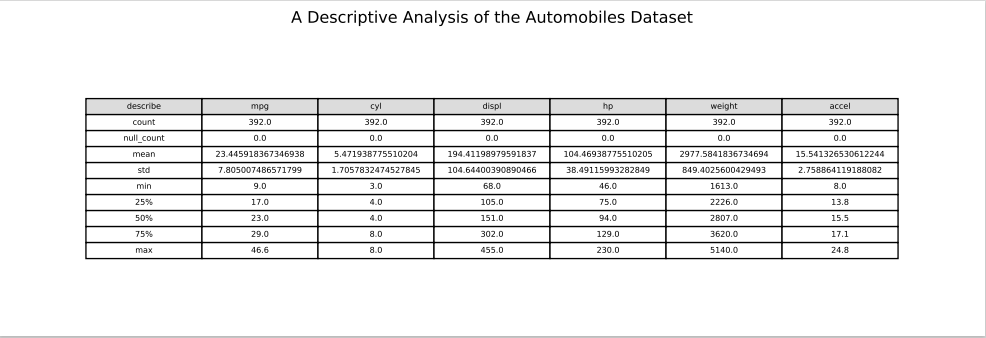 A Descriptive Analysis of the Automobiles Dataset
describe mpg cyl displ hp weight accel
count 392.0 392.0 392.0 392.0 392.0 392.0
null_count 0.0 0.0 0.0 0.0 0.0 0.0
mean 23.445918367346938 5.471938775510204 194.41198979591837 104.46938775510205 2977.5841836734694 15.541326530612244
std 7.805007486571799 1.7057832474527845 104.64400390890466 38.49115993282849 849.4025600429493 2.758864119188082
min 9.0 3.0 68.0 46.0 1613.0 8.0
25% 17.0 4.0 105.0 75.0 2226.0 13.8
50% 23.0 4.0 151.0 94.0 2807.0 15.5
75% 29.0 8.0 302.0 129.0 3620.0 17.1
max 46.6 8.0 455.0 230.0 5140.0 24.8